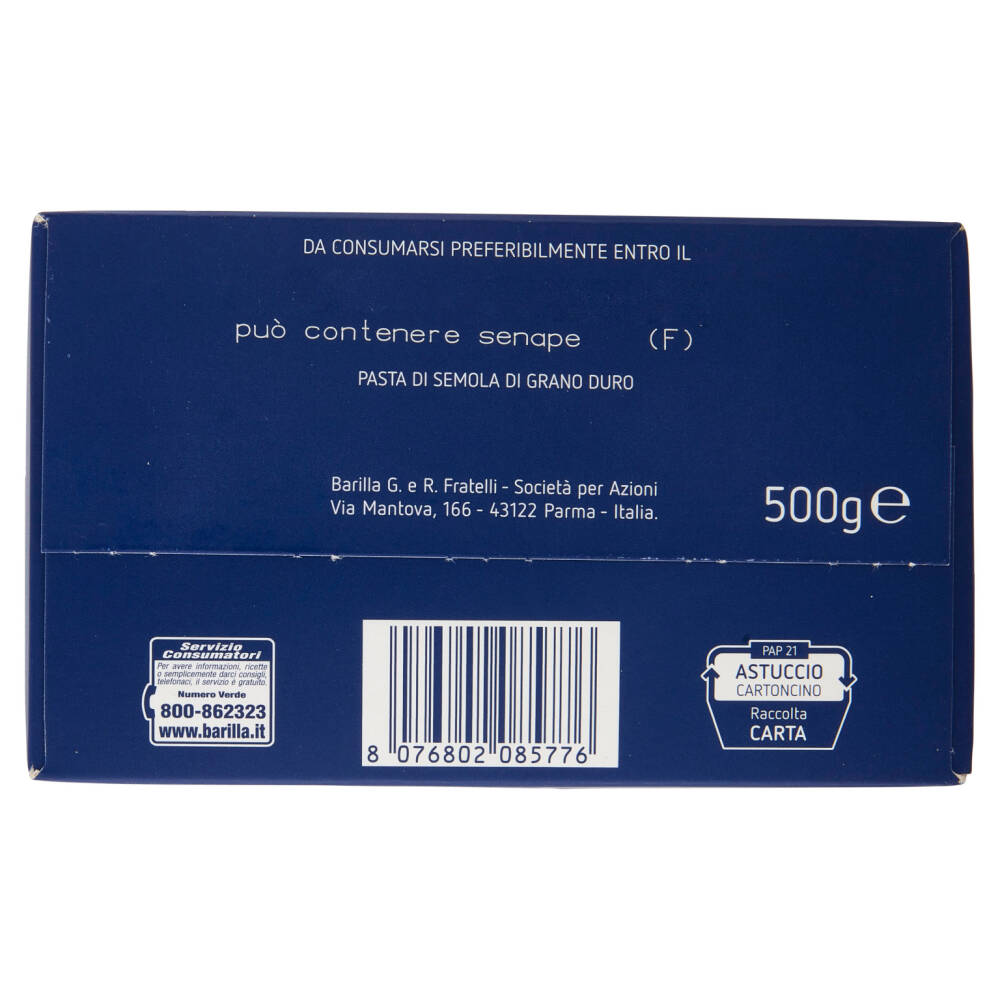 DA CONSUMARSI PREFERIBILMENTE ENTRO IL
può contenere senape (F)
PASTA DI SEMOLA DI GRANO DURO
Barilla G. e R. Fratelli - Società per Azioni
Via Mantova, 166 - 43122 Parma - Italia.
500g℮
Servizio
Consumatori
Per avere informazioni, ricette
o semplicemente darci consigli,
telefonaci, il servizio è gratuito.
Numero Verde
800-862323
www.barilla.it
8 076802 085776
PAP 21
ASTUCCIO
CARTONCINO
Raccolta
CARTA